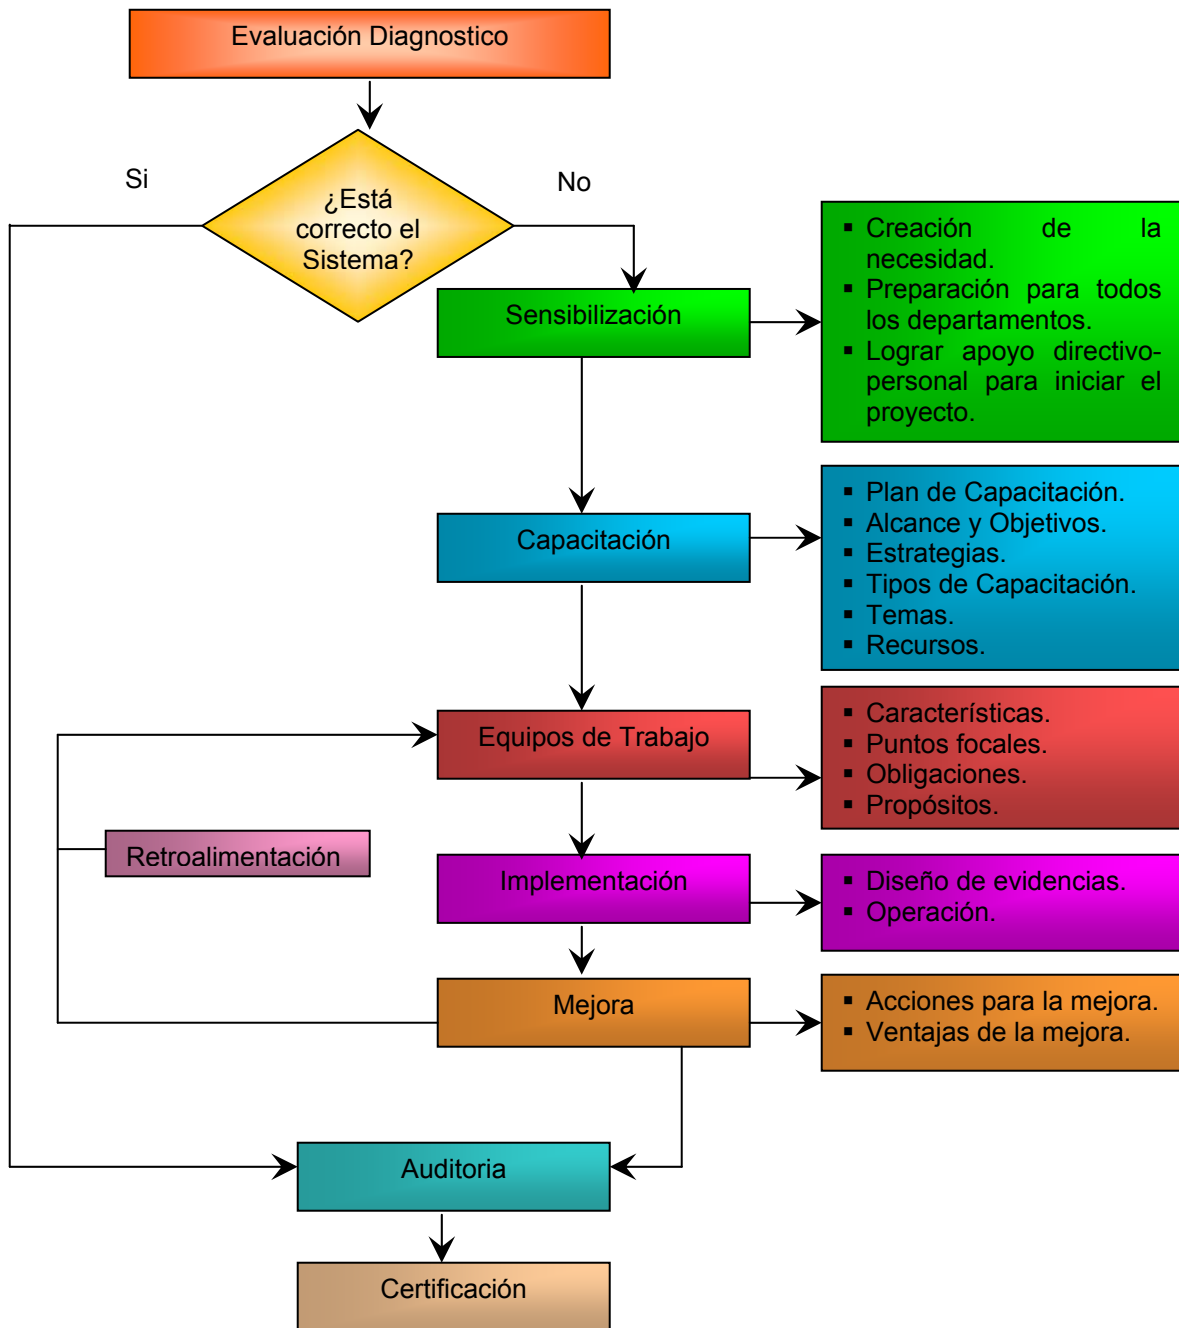 Evaluación Diagnostico
Si
No
¿Está
correcto el
Sistema?
Sensibilización
▪ Creación de la
necesidad.
▪ Preparación para todos
los departamentos.
▪ Lograr apoyo directivo-
personal para iniciar el
proyecto.
Capacitación
▪ Plan de Capacitación.
▪ Alcance y Objetivos.
▪ Estrategias.
▪ Tipos de Capacitación.
▪ Temas.
▪ Recursos.
Equipos de Trabajo
▪ Características.
▪ Puntos focales.
▪ Obligaciones.
▪ Propósitos.
Retroalimentación
Implementación
▪ Diseño de evidencias.
▪ Operación.
Mejora
▪ Acciones para la mejora.
▪ Ventajas de la mejora.
Auditoria
Certificación